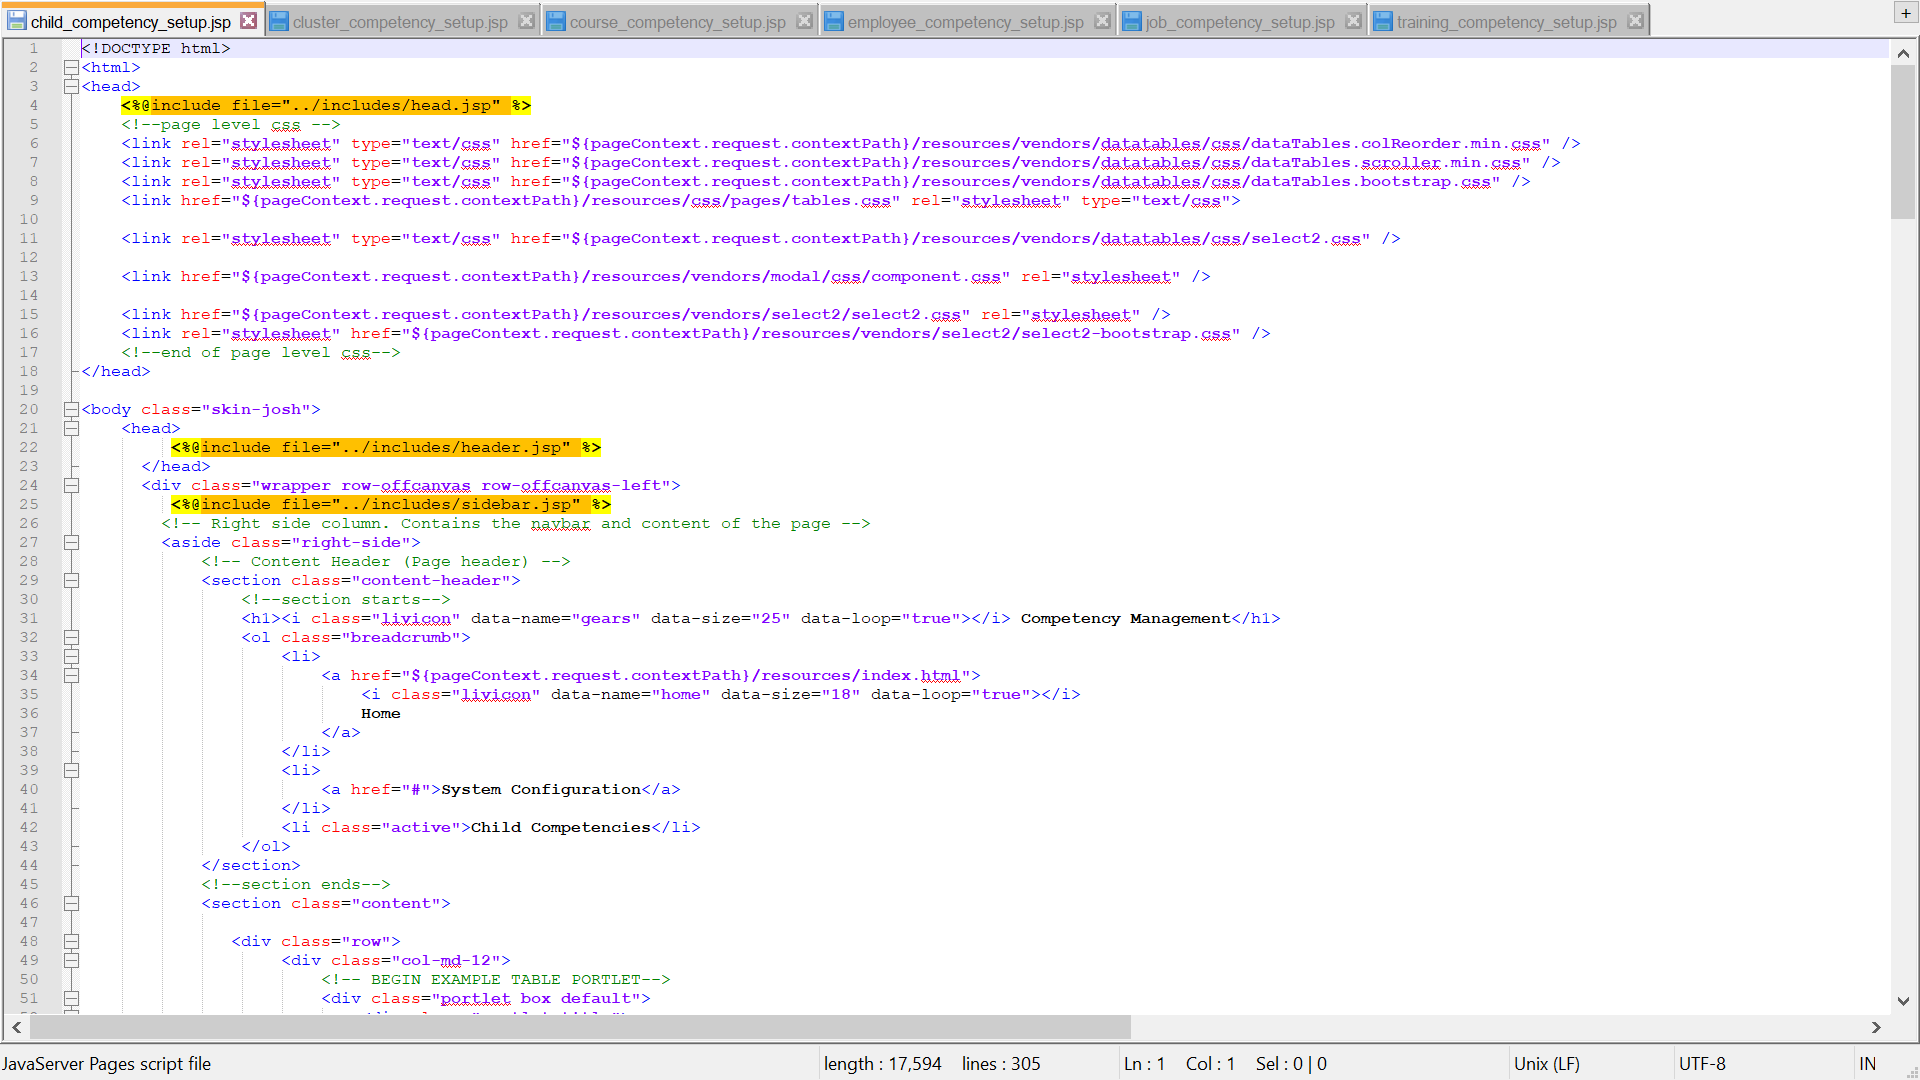 child_competency_setup.jsp cluster_competency_setup.jsp course_competency_setup.jsp employee_competency_setup.jsp job_competency_setup.jsp training_competency_setup.jsp +
1 <!DOCTYPE html>
2 <html>
3 <head>
4 <%@include file="../includes/head.jsp" %>
5 <!--page level css -->
6 <link rel="stylesheet" type="text/css" href="${pageContext.request.contextPath}/resources/vendors/datatables/css/dataTables.colReorder.min.css" />
7 <link rel="stylesheet" type="text/css" href="${pageContext.request.contextPath}/resources/vendors/datatables/css/dataTables.scroller.min.css" />
8 <link rel="stylesheet" type="text/css" href="${pageContext.request.contextPath}/resources/vendors/datatables/css/dataTables.bootstrap.css" />
9 <link href="${pageContext.request.contextPath}/resources/css/pages/tables.css" rel="stylesheet" type="text/css">
10
11 <link rel="stylesheet" type="text/css" href="${pageContext.request.contextPath}/resources/vendors/datatables/css/select2.css" />
12
13 <link href="${pageContext.request.contextPath}/resources/vendors/modal/css/component.css" rel="stylesheet" />
14
15 <link href="${pageContext.request.contextPath}/resources/vendors/select2/select2.css" rel="stylesheet" />
16 <link rel="stylesheet" href="${pageContext.request.contextPath}/resources/vendors/select2/select2-bootstrap.css" />
17 <!--end of page level css-->
18 </head>
19
20 <body class="skin-josh">
21 <head>
22 <%@include file="../includes/header.jsp" %>
23 </head>
24 <div class="wrapper row-offcanvas row-offcanvas-left">
25 <%@include file="../includes/sidebar.jsp" %>
26 <!-- Right side column. Contains the navbar and content of the page -->
27 <aside class="right-side">
28 <!-- Content Header (Page header) -->
29 <section class="content-header">
30 <!--section starts-->
31 <h1><i class="livicon" data-name="gears" data-size="25" data-loop="true"></i> Competency Management</h1>
32 <ol class="breadcrumb">
33 <li>
34 <a href="${pageContext.request.contextPath}/resources/index.html">
35 <i class="livicon" data-name="home" data-size="18" data-loop="true"></i>
36 Home
37 </a>
38 </li>
39 <li>
40 <a href="#">System Configuration</a>
41 </li>
42 <li class="active">Child Competencies</li>
43 </ol>
44 </section>
45 <!--section ends-->
46 <section class="content">
47
48 <div class="row">
49 <div class="col-md-12">
50 <!-- BEGIN EXAMPLE TABLE PORTLET-->
51 <div class="portlet box default">
JavaServer Pages script file length : 17,594 lines : 305 Ln : 1 Col : 1 Sel : 0 | 0 Unix (LF) UTF-8 IN